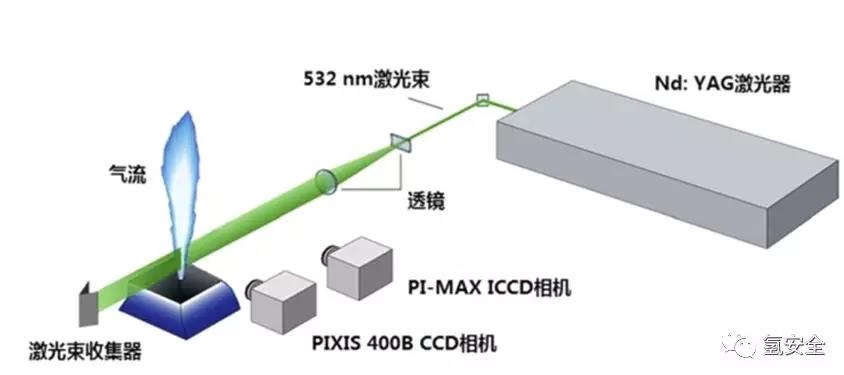 532 nm激光束
Nd: YAG激光器
气流
透镜
PI-MAX ICCD相机
激光束收集器
PIXIS 400B CCD相机
氢安全